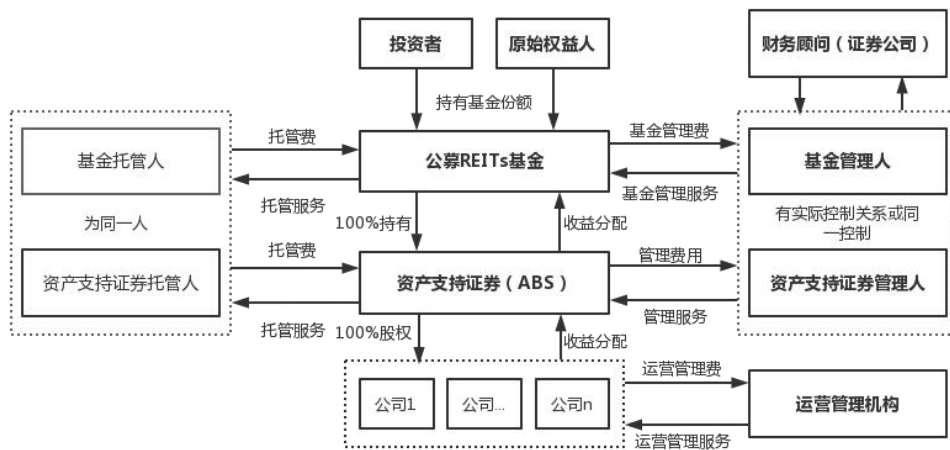 投资者
原始权益人
财务顾问（证券公司）
持有基金份额
基金托管人
托管费
公募REITs基金
基金管理费
基金管理人
托管服务
基金管理服务
为同一人
100%持有
收益分配
有实际控制关系或同
一控制
资产支持证券托管人
托管费
资产支持证券（ABS）
管理费用
资产支持证券管理人
托管服务
100%股权
收益分配
管理服务
公司1
公司...
公司n
运营管理费
运营管理机构
运营管理服务